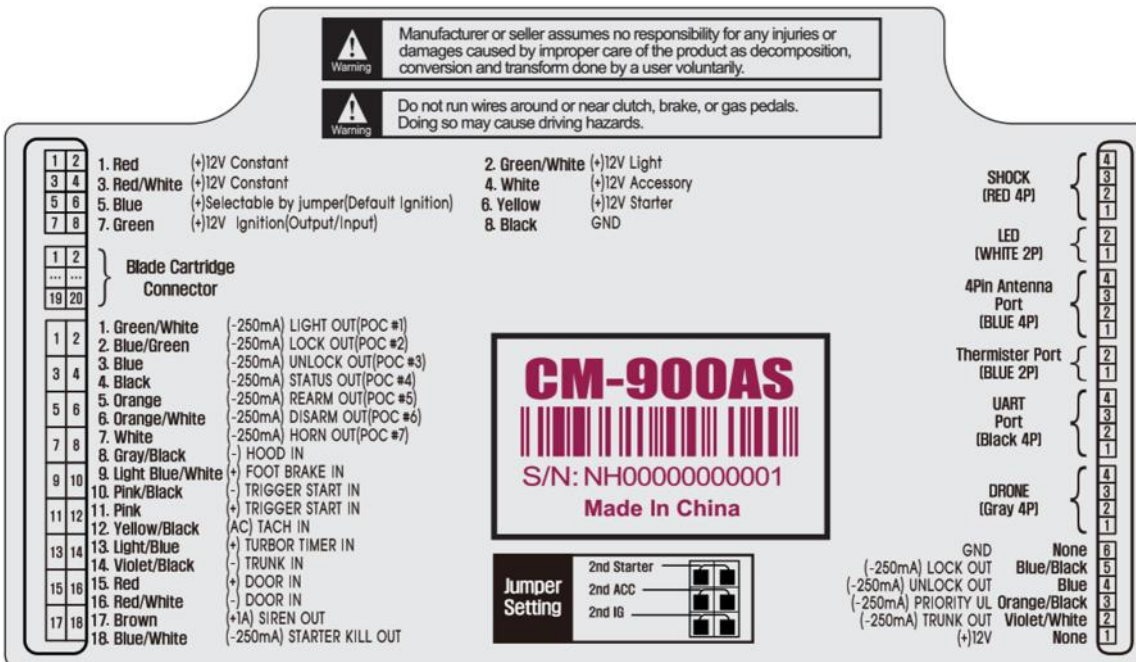 Warning
Manufacturer or seller assumes no responsibility for any injuries or
damages caused by improper care of the product as decomposition,
conversion and transform done by a user voluntarily.
Warning
Do not run wires around or near clutch, brake, or gas pedals.
Doing so may cause driving hazards.
1 2
3 4
5 6
7 8
1. Red (+)12V Constant
3. Red/White (+)12V Constant
5. Blue (+)Selectable by jumper(Default Ignition)
7. Green (+)12V Ignition(Output/Input)
2. Green/White (+)12V Light
4. White (+)12V Accessory
6. Yellow (+)12V Starter
8. Black GND
1 2
... ...
19 20
Blade Cartridge
Connector
1 2
3 4
5 6
7 8
9 10
11 12
13 14
15 16
17 18
1. Green/White (-250mA) LIGHT OUT(POC #1)
2. Blue/Green (-250mA) LOCK OUT(POC #2)
3. Blue (-250mA) UNLOCK OUT(POC #3)
4. Black (-250mA) STATUS OUT(POC #4)
5. Orange (-250mA) REARM OUT(POC #5)
6. Orange/White (-250mA) DISARM OUT(POC #6)
7. White (-250mA) HORN OUT(POC #7)
8. Gray/Black (-) HOOD IN
9. Light Blue/White (+) FOOT BRAKE IN
10. Pink/Black (-) TRIGGER START IN
11. Pink (+) TRIGGER START IN
12. Yellow/Black (AC) TACH IN
13. Light/Blue (+) TURBOR TIMER IN
14. Violet/Black (-) TRUNK IN
15. Red (+) DOOR IN
16. Red/White (-) DOOR IN
17. Brown (+1A) SIREN OUT
18. Blue/White (-250mA) STARTER KILL OUT
CM-900AS
S/N: NH00000000001
Made In China
Jumper
Setting
2nd Starter
2nd ACC
2nd IG
SHOCK
(RED 4P)
4
3
2
1
LED
(WHITE 2P)
2
1
4Pin Antenna
Port
(BLUE 4P)
4
3
2
1
Thermister Port
(BLUE 2P)
2
1
UART
Port
(Black 4P)
4
3
2
1
DRONE
(Gray 4P)
4
3
2
1
GND None 6
(-250mA) LOCK OUT Blue/Black 5
(-250mA) UNLOCK OUT Blue 4
(-250mA) PRIORITY UL Orange/Black 3
(-250mA) TRUNK OUT Violet/White 2
(+)12V None 1